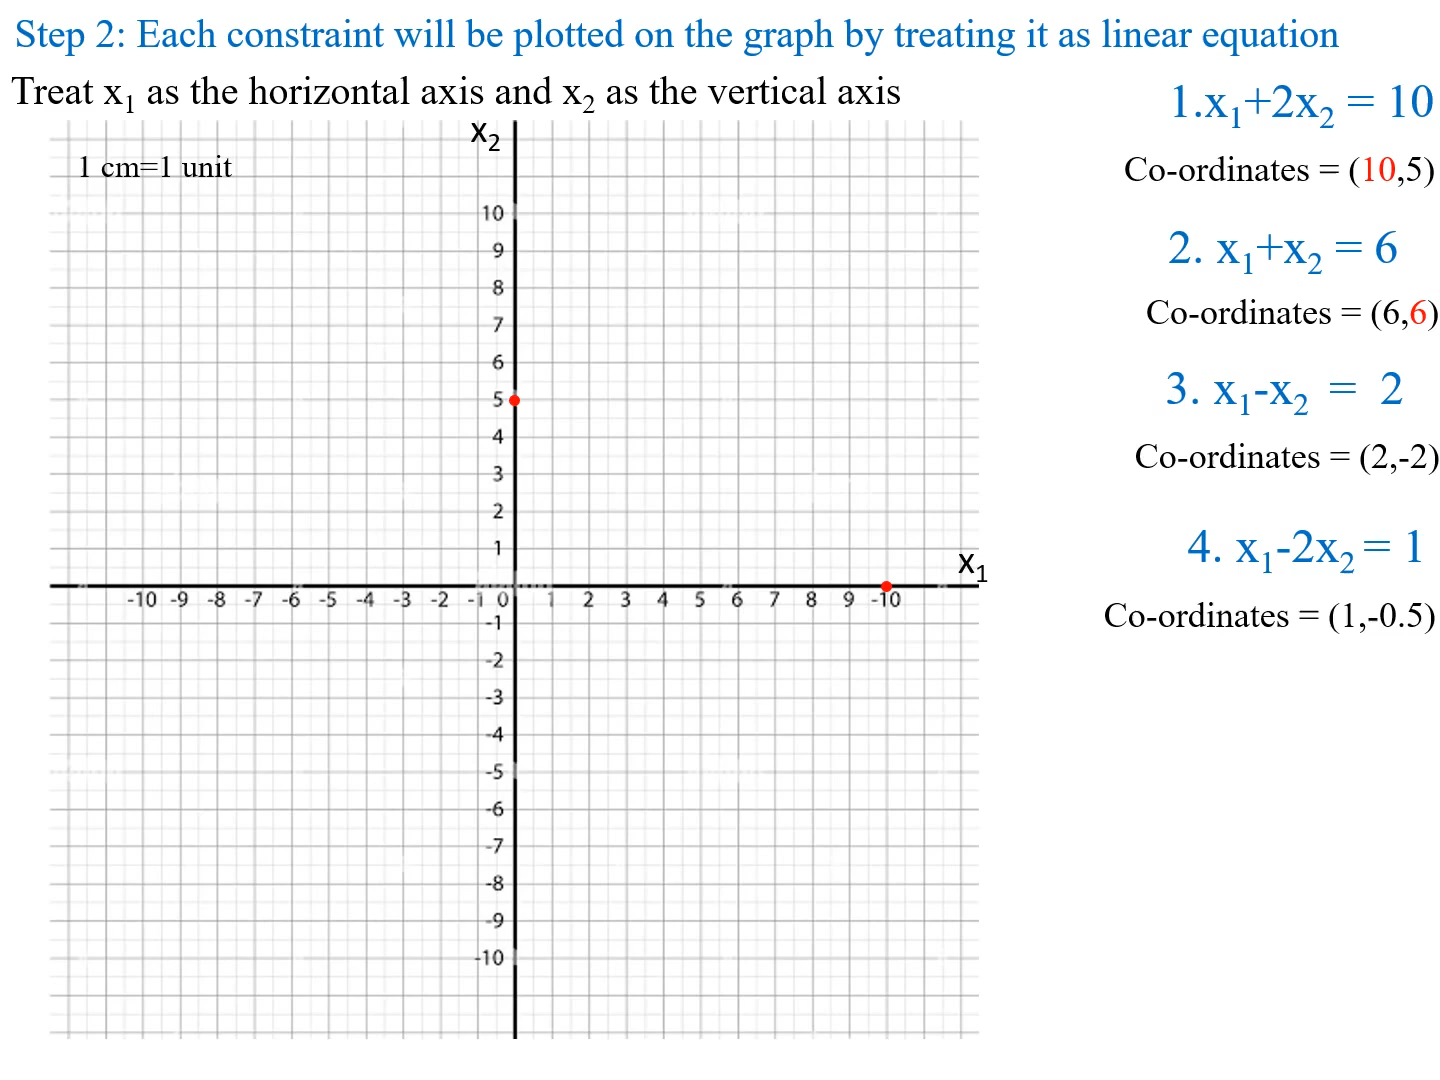 Step 2: Each constraint will be plotted on the graph by treating it as linear equation
Treat x₁ as the horizontal axis and x₂ as the vertical axis
1.x₁+2x₂ = 10
x₂
1 cm=1 unit
Co-ordinates = (10,5)
10
9
2. x₁+x₂ = 6
8
Co-ordinates = (6,6)
7
6
3. x₁-x₂ = 2
5
4
Co-ordinates = (2,-2)
3
2
1
4. x₁-2x₂ = 1
x₁
-10 -9 -8 -7 -6 -5 -4 -3 -2 -1 0 1 2 3 4 5 6 7 8 9 -10
Co-ordinates = (1,-0.5)
-1
-2
-3
-4
-5
-6
-7
-8
-9
-10